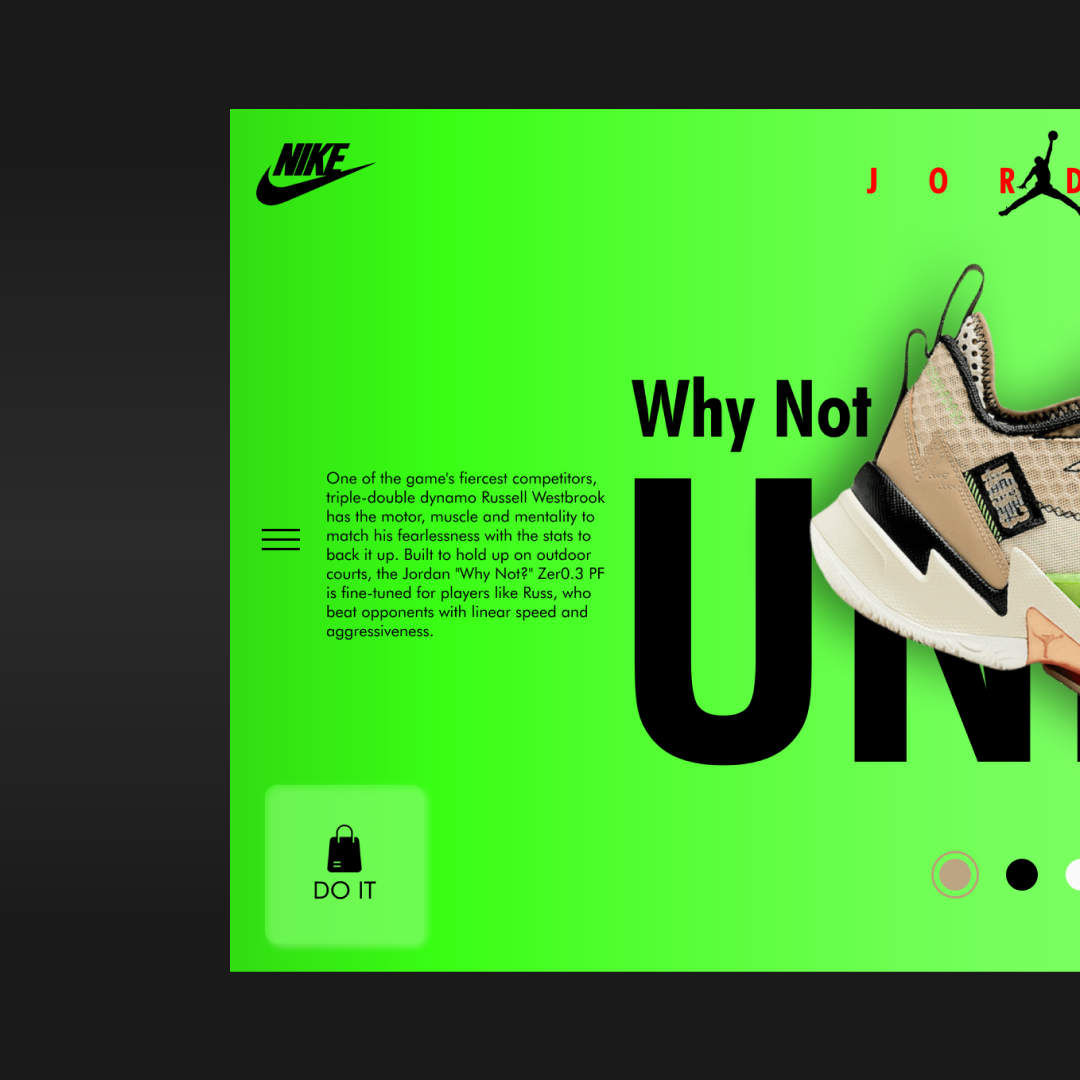 NIKE
J O R D
Why Not
One of the game's fiercest competitors,
triple-double dynamo Russell Westbrook
has the motor, muscle and mentality to
match his fearlessness with the stats to
back it up. Built to hold up on outdoor
courts, the Jordan "Why Not?" Zer0.3 PF
is fine-tuned for players like Russ, who
beat opponents with linear speed and
aggressiveness.
UN
DO IT